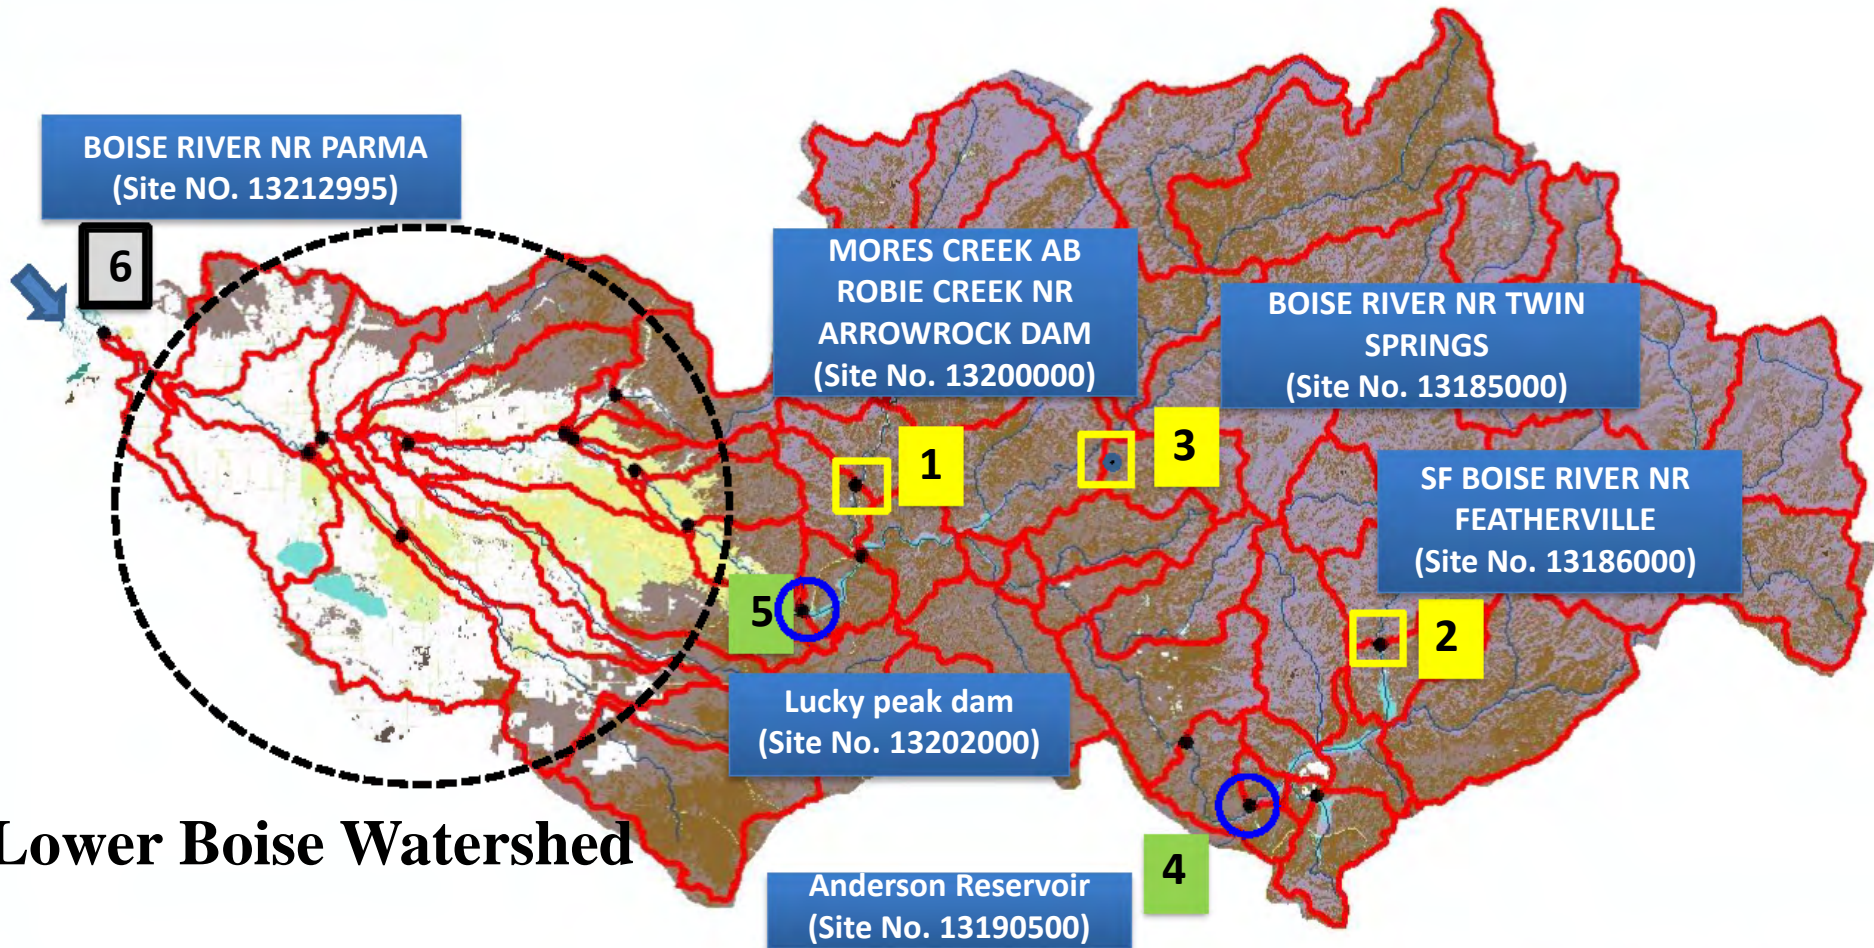 BOISE RIVER NR PARMA
(Site NO. 13212995)
6
MORES CREEK AB
ROBIE CREEK NR
ARROWROCK DAM
(Site No. 13200000)
BOISE RIVER NR TWIN
SPRINGS
(Site No. 13185000)
1
3
SF BOISE RIVER NR
FEATHERVILLE
(Site No. 13186000)
5
2
Lucky peak dam
(Site No. 13202000)
Lower Boise Watershed
4
Anderson Reservoir
(Site No. 13190500)